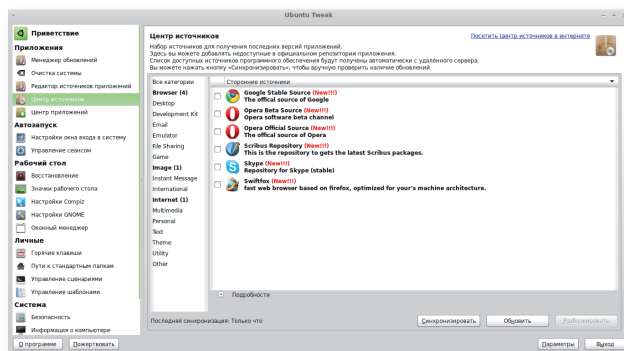 Ubuntu Tweak
Приветствие
Приложения
Менеджер обновлений
Очистка системы
Редактор источников приложений
Центр источников
Центр приложений
Автозапуск
Настройки окна входа в систему
Управление сеансом
Рабочий стол
Восстановление
Значки рабочего стола
Настройки Compiz
Настройки GNOME
Оконный менеджер
Личные
Горячие клавиши
Пути к стандартным папкам
Управление сценариями
Управление шаблонами
Система
Безопасность
Информация о компьютере
О программе
Пожертвовать
Центр источников
Посетить Центр источников в интернете
Набор источников для получения последних версий приложений.
Здесь вы можете добавлять недоступные в официальном репозитории приложения.
Список доступных источников программного обеспечения будут получены автоматически с удалённого сервера.
Вы можете нажать кнопку «Синхронизировать», чтобы вручную проверить наличие обновлений
Все категории
Browser (4)
Desktop
Development Kit
Email
Emulator
File Sharing
Game
Image (1)
Instant Message
International
Internet (1)
Multimedia
Personal
Text
Theme
Utility
Other
Сторонние источники
Google Stable Source (New!!!)
The offical source of Google
Opera Beta Source (New!!!)
Opera software beta channel
Opera Official Source (New!!!)
The offical source of Opera
Scribus Repository (New!!!)
This is the repository to gets the latest Scribus packages.
Skype (New!!!)
Repository for Skype (stable)
Swiftfox (New!!!)
fast web browser based on firefox, optimized for your's machine architecture.
Подробности
Последняя синхронизация: Только что
Синхронизировать
Обновить
Разблокировать
Параметры
Выход